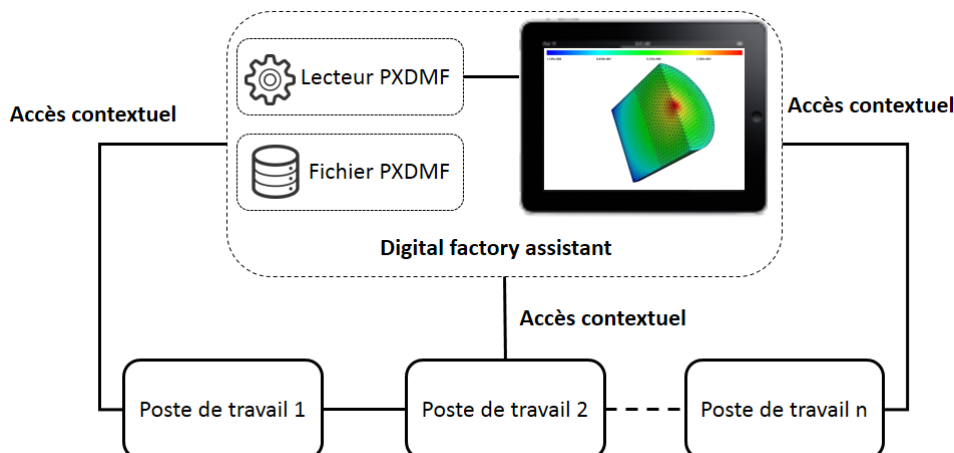 Lecteur PXDMF
Accès contextuel
Accès contextuel
Fichier PXDMF
Digital factory assistant
Accès contextuel
Poste de travail 1
Poste de travail 2
Poste de travail n